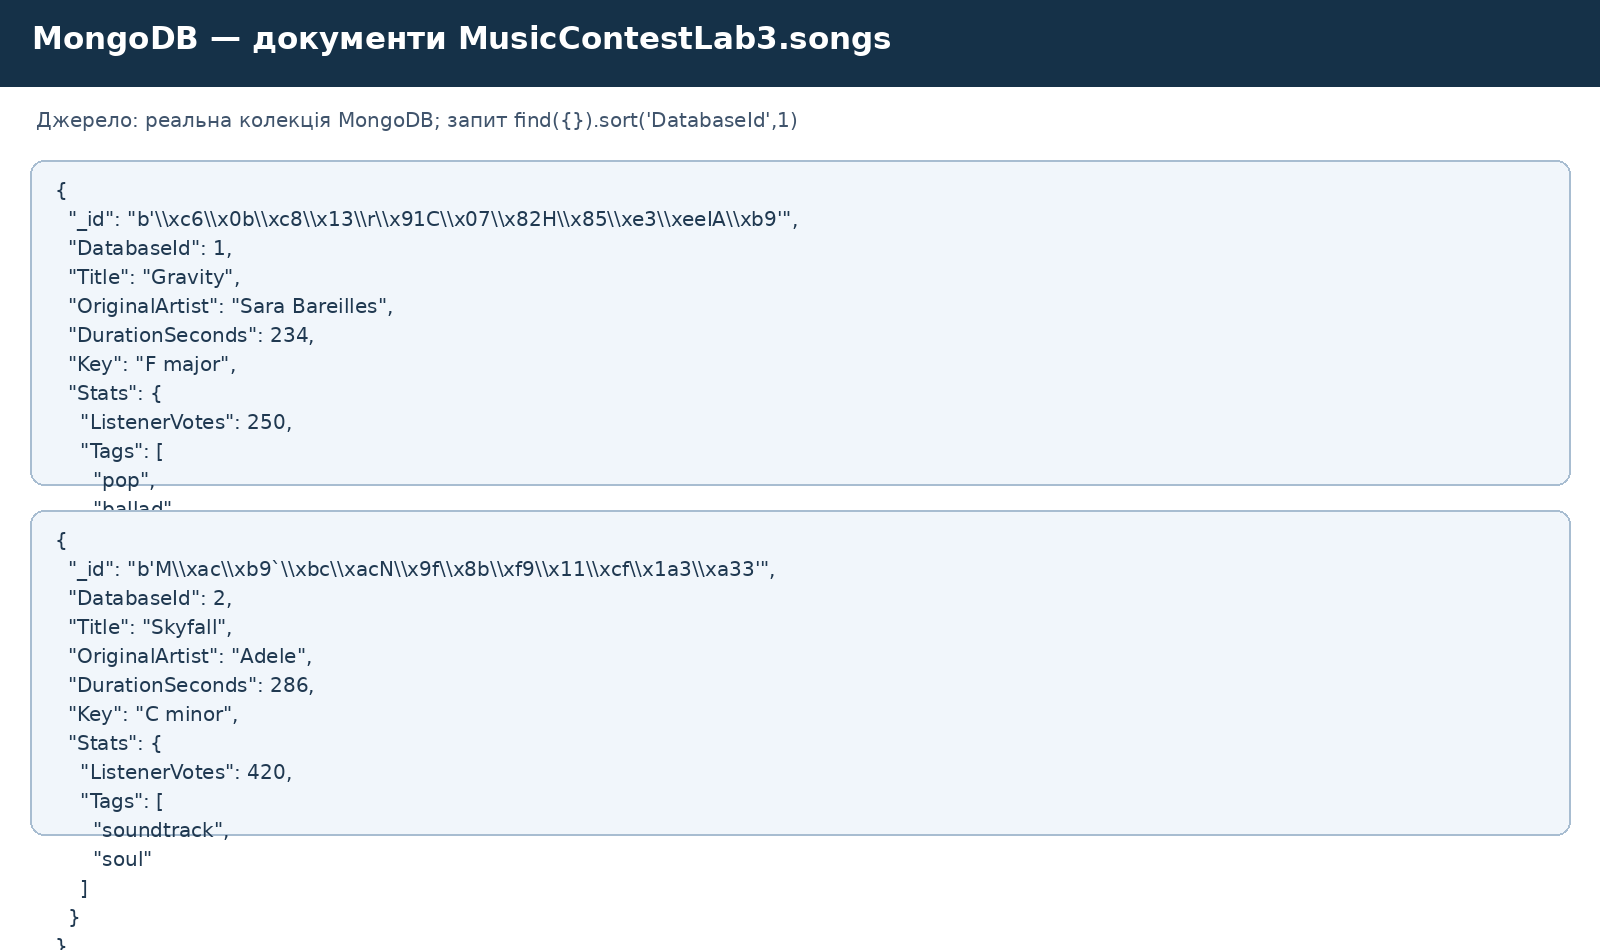 MongoDB — документи MusicContestLab3.songs
Джерело: реальна колекція MongoDB; запит find({}).sort('DatabaseId',1)
{
"_id": "b'\\xc6\\x0b\\xc8\\x13\\r\\x91C\\x07\\x82H\\x85\\xe3\\xeeIA\\xb9'",
"DatabaseId": 1,
"Title": "Gravity",
"OriginalArtist": "Sara Bareilles",
"DurationSeconds": 234,
"Key": "F major",
"Stats": {
"ListenerVotes": 250,
"Tags": [
"pop",
"ballad"
{
"_id": "b'M\\xac\\xb9`\\xbc\\xacN\\x9f\\x8b\\xf9\\x11\\xcf\\x1a3\\xa33'",
"DatabaseId": 2,
"Title": "Skyfall",
"OriginalArtist": "Adele",
"DurationSeconds": 286,
"Key": "C minor",
"Stats": {
"ListenerVotes": 420,
"Tags": [
"soundtrack",
"soul"
]
}
}